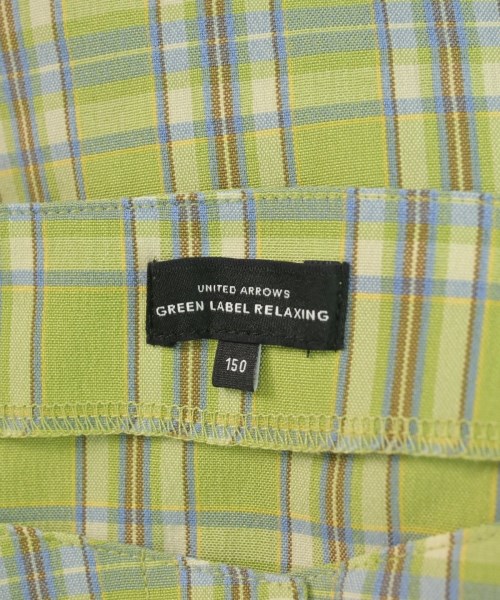 UNITED ARROWS
GREEN LABEL RELAXING
150